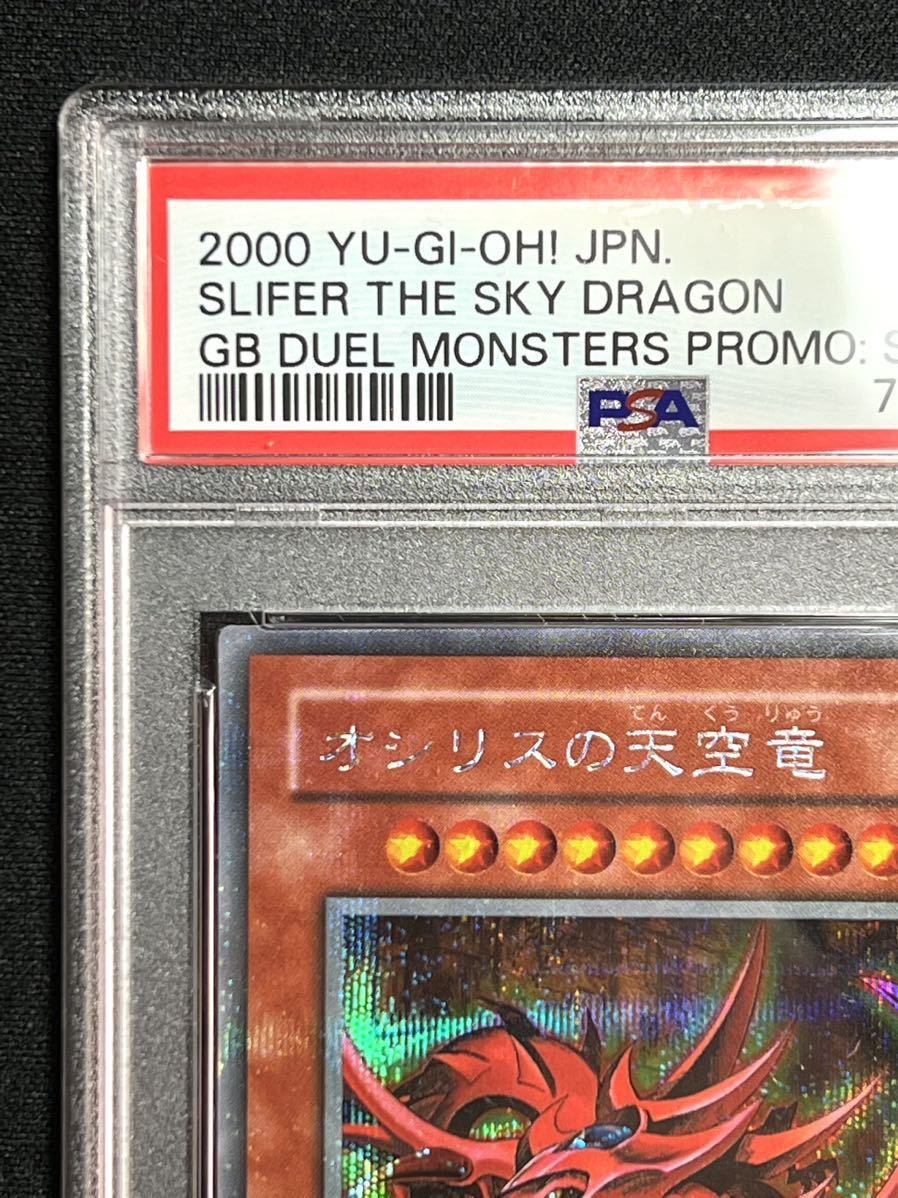 2000 YU-GI-OH! JPN.
SLIFER THE SKY DRAGON
GB DUEL MONSTERS PROMO: S
7
PSA
てん くう りゅう
オシリスの天空竜